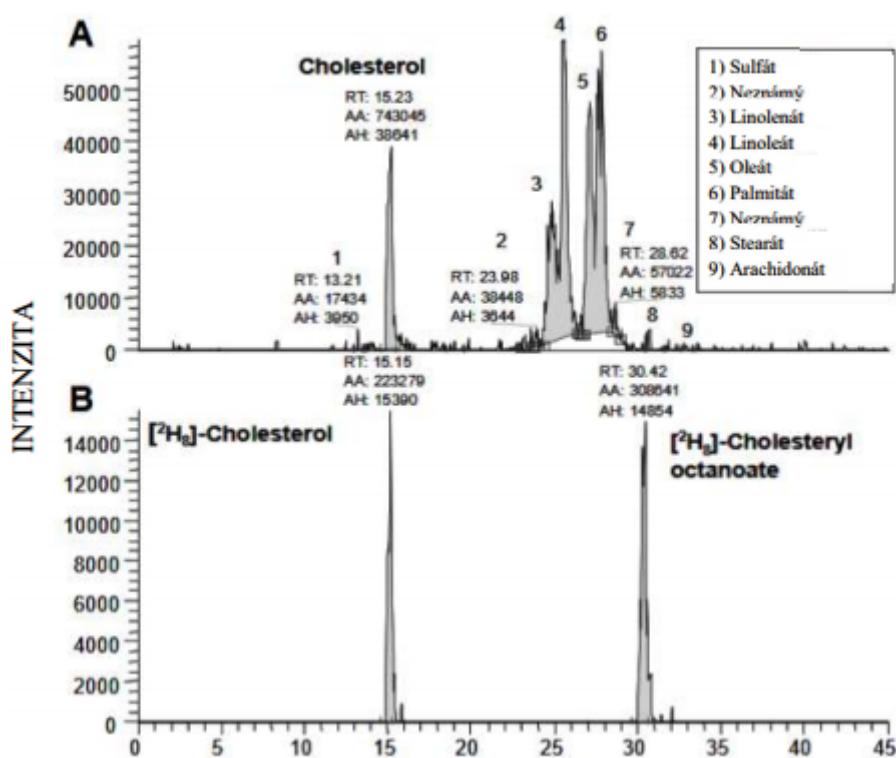 A
Cholesterol
RT: 15.23
AA: 743045
AH: 38641
50000
40000
30000
20000
10000
0
1
RT: 13.21
AA: 17434
AH: 3950
2
RT: 23.98
AA: 38448
AH: 3644
3
4
5
6
7
RT: 28.62
AA: 57022
AH: 5833
8
9
1) Sulfát
2) Neznámý
3) Linolenát
4) Linoleát
5) Oleát
6) Palmitát
7) Neznámý
8) Stearát
9) Arachidonát
INTENZITA
B
[²H₈]-Cholesterol
RT: 15.15
AA: 223279
AH: 15390
RT: 30.42
AA: 308641
AH: 14854
[²H₈]-Cholesteryl
octanoate
14000
12000
10000
8000
6000
4000
2000
0
0 5 10 15 20 25 30 35 40 45